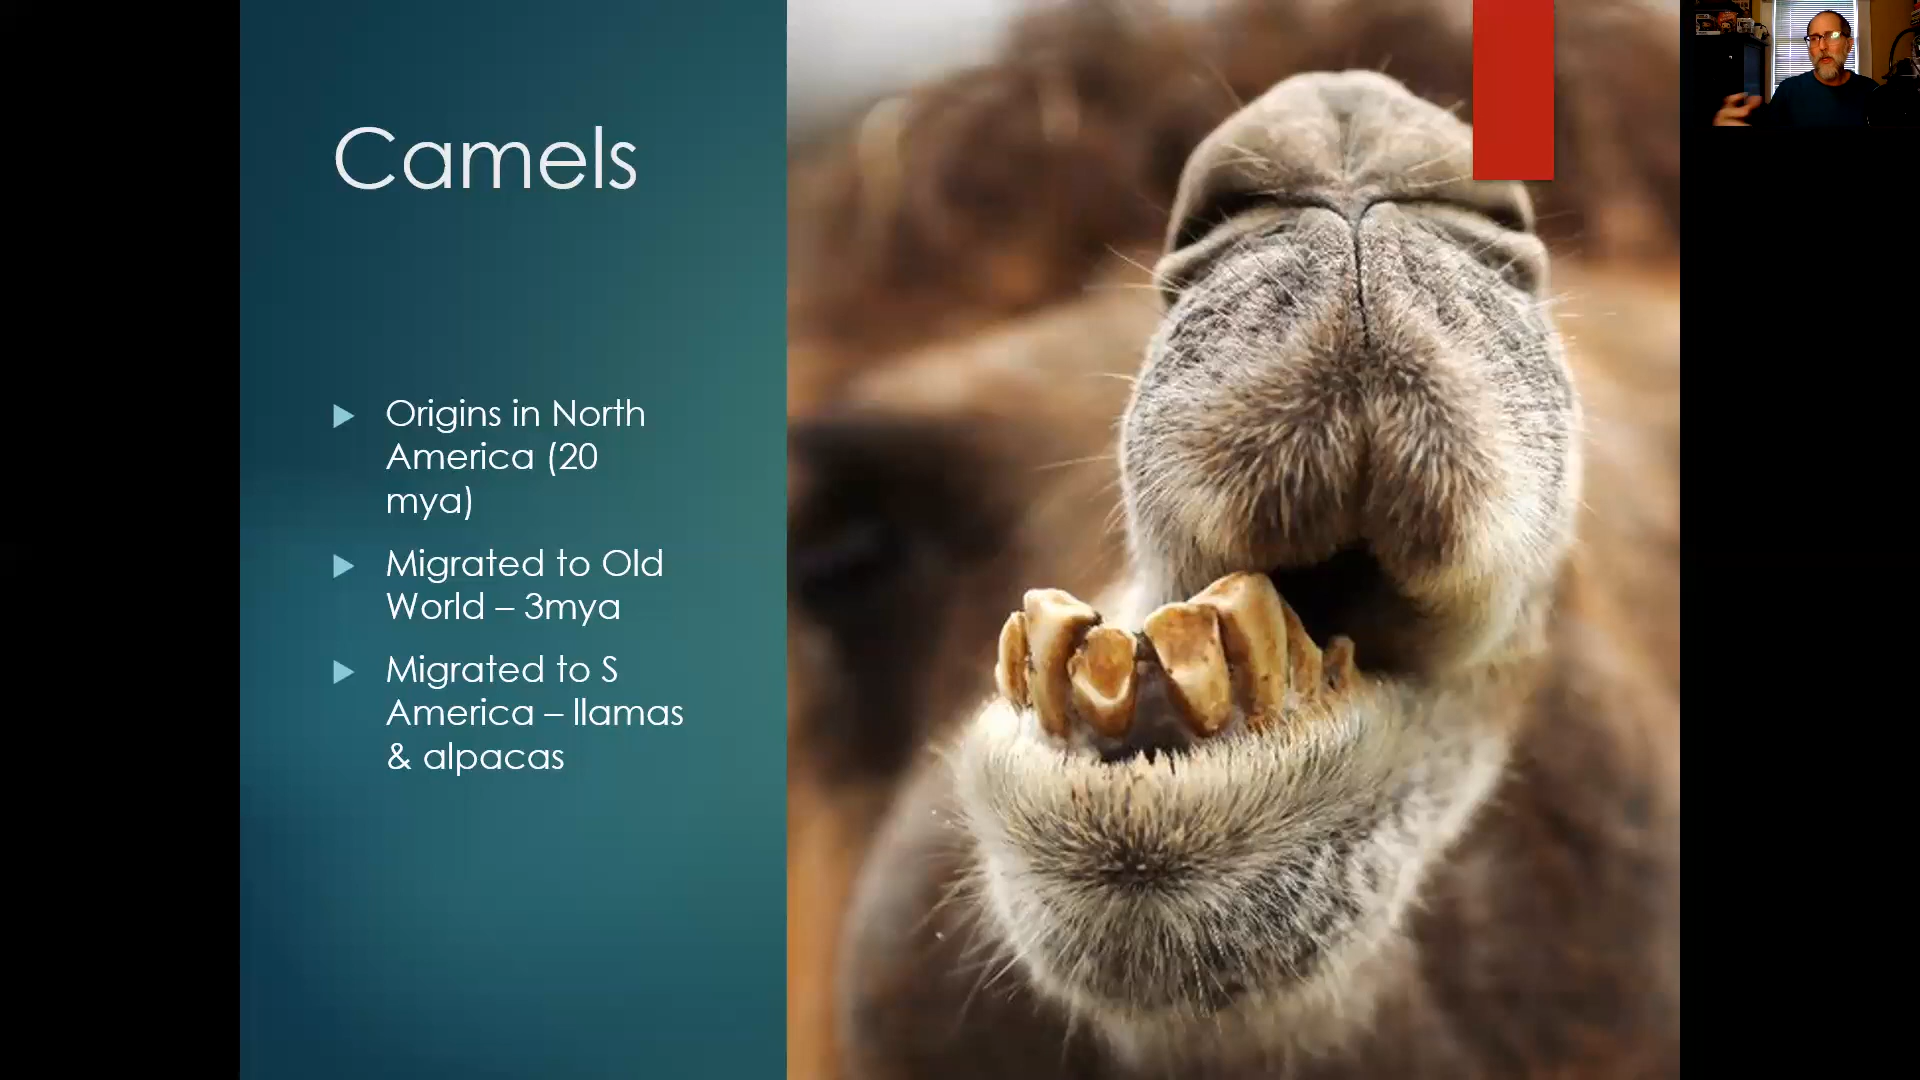 Camels
Origins in North
America (20
mya)
Migrated to Old
World – 3mya
Migrated to S
America – llamas
& alpacas